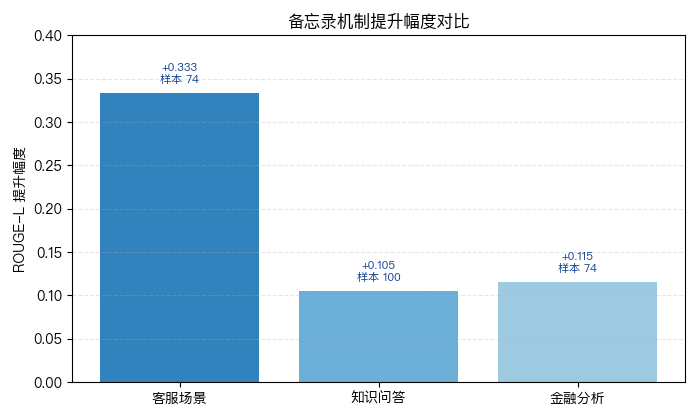 备忘录机制提升幅度对比
ROUGE-L 提升幅度
0.40
0.35
0.30
0.25
0.20
0.15
0.10
0.05
0.00
+0.333
样本 74
+0.105
样本 100
+0.115
样本 74
客服场景
知识问答
金融分析